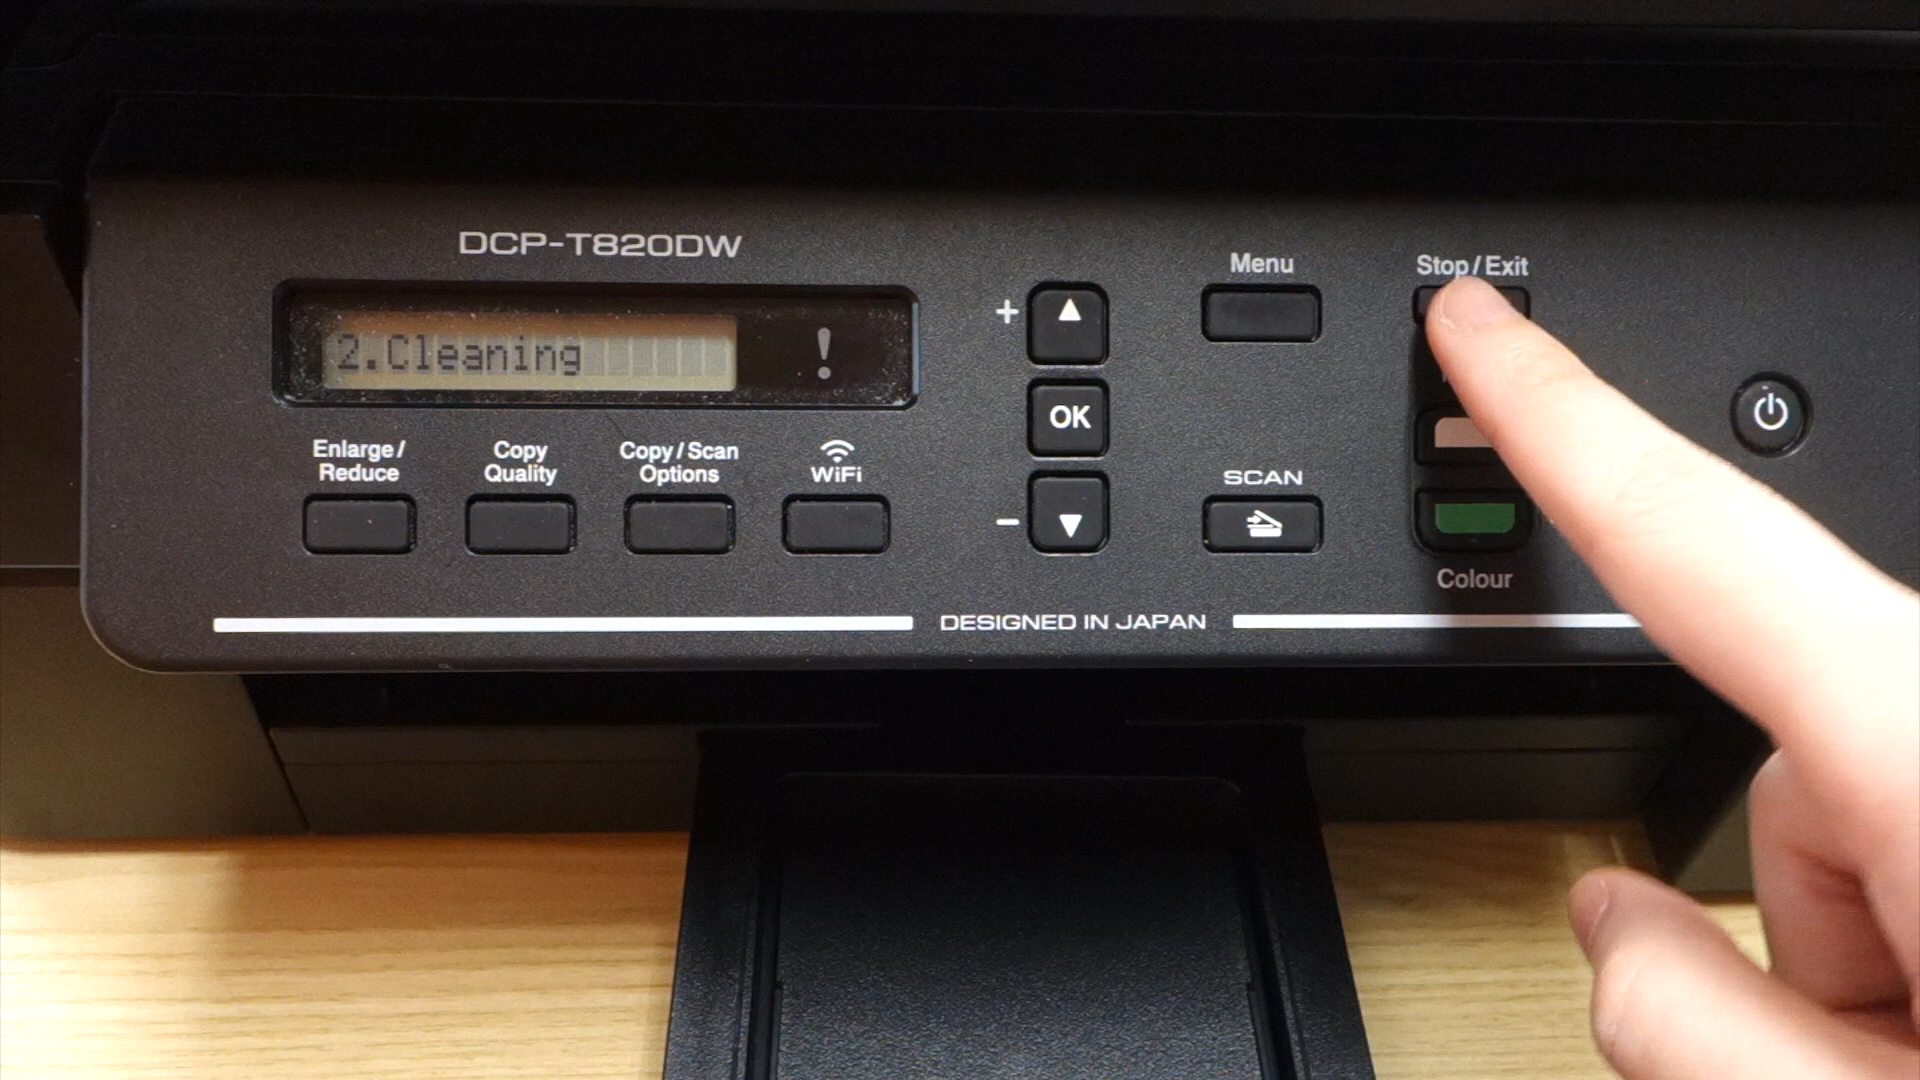 DCP-T820DW
2.Cleaning
!
Enlarge/
Reduce
Copy
Quality
Copy/Scan
Options
WiFi
+
OK
−
Menu
SCAN
Stop/Exit
Colour
DESIGNED IN JAPAN